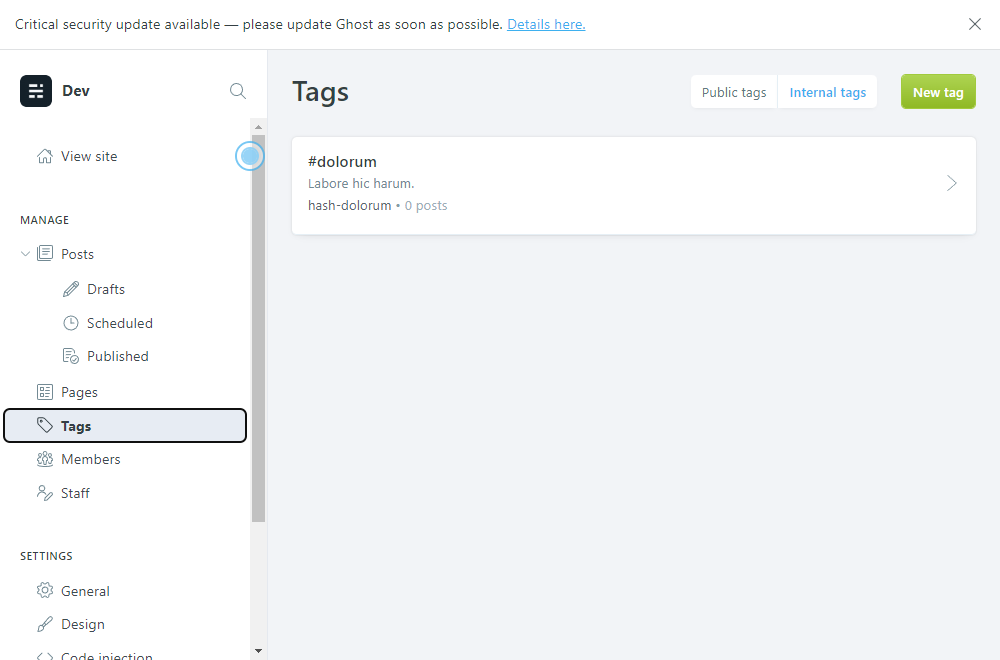 Critical security update available — please update Ghost as soon as possible. Details here.
Dev
View site
MANAGE
Posts
Drafts
Scheduled
Published
Pages
Tags
Members
Staff
SETTINGS
General
Design
Code injection
Tags
Public tags
Internal tags
New tag
#dolorum
Labore hic harum.
hash-dolorum • 0 posts